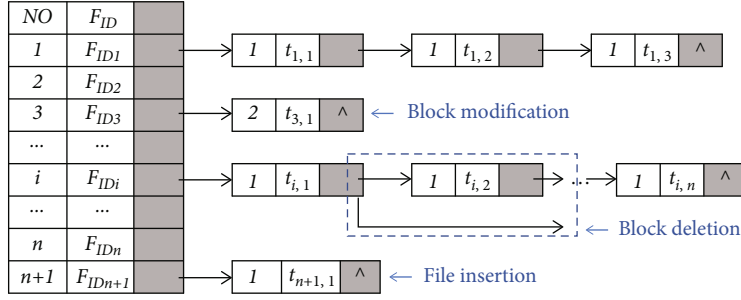 NO F_ID
1 F_ID1 1 t_1, 1 1 t_1, 2 1 t_1, 3 ^
2 F_ID2
3 F_ID3 2 t_3, 1 ^ ← Block modification
... ...
i F_IDi 1 t_i, 1 1 t_i, 2 ... 1 t_i, n ^
... ...
← Block deletion
n F_IDn
n+1 F_IDn+1 1 t_n+1, 1 ^ ← File insertion